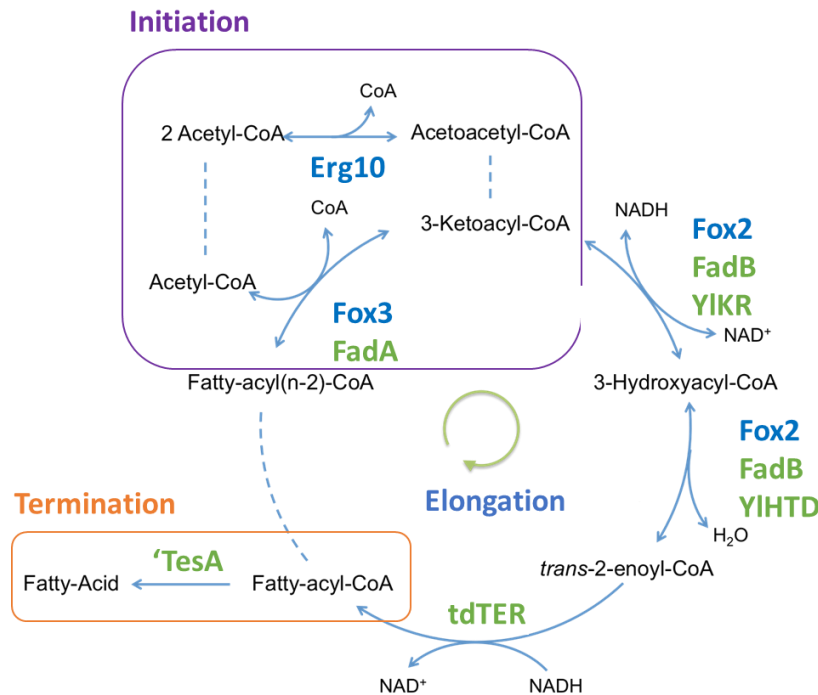 Initiation
CoA
2 Acetyl-CoA
Acetoacetyl-CoA
Erg10
CoA
3-Ketoacyl-CoA
NADH
Fox2
FadB
YlKR
Acetyl-CoA
Fox3
FadA
NAD⁺
Fatty-acyl(n-2)-CoA
3-Hydroxyacyl-CoA
Fox2
FadB
YlHTD
Elongation
Termination
H₂O
'TesA
Fatty-Acid
Fatty-acyl-CoA
trans-2-enoyl-CoA
tdTER
NAD⁺
NADH